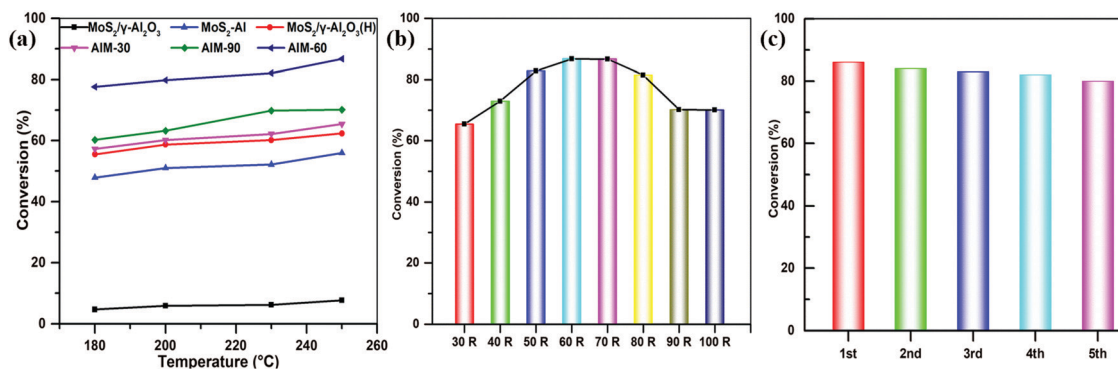 (a)
MoS₂/γ-Al₂O₃ MoS₂-Al MoS₂/γ-Al₂O₃(H)
AIM-30 AIM-90 AIM-60
Conversion (%)
100
80
60
40
20
0
180 200 220 240 260
Temperature (°C)
(b)
Conversion (%)
100
80
60
40
20
0
30 R 40 R 50 R 60 R 70 R 80 R 90 R 100 R
(c)
Conversion (%)
100
80
60
40
20
0
1st 2nd 3rd 4th 5th